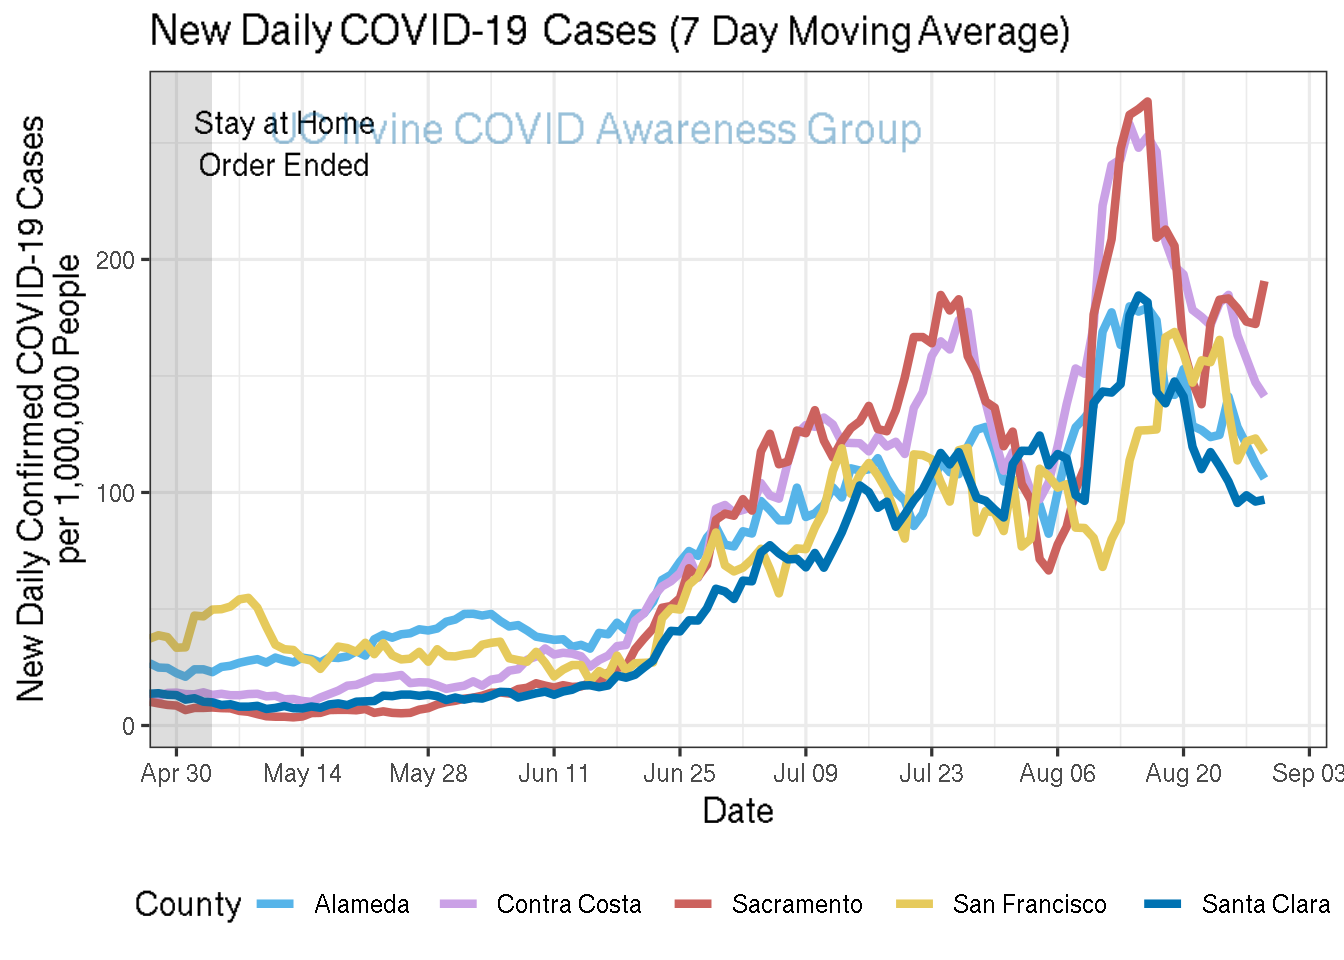 New Daily COVID-19 Cases (7 Day Moving Average)
Stay at Home
Order Ended
UC Irvine COVID Awareness Group
New Daily Confirmed COVID-19 Cases
per 1,000,000 People
200
100
0
Apr 30 May 14 May 28 Jun 11 Jun 25 Jul 09 Jul 23 Aug 06 Aug 20 Sep 03
Date
County Alameda Contra Costa Sacramento San Francisco Santa Clara